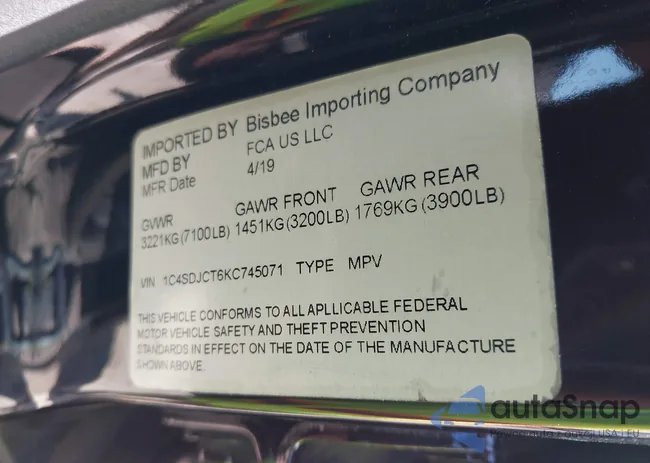 IMPORTED BY Bisbee Importing Company
MFD BY FCA US LLC
MFR Date 4/19
GVWR GAWR FRONT GAWR REAR
3221KG(7100LB) 1451KG(3200LB) 1769KG(3900LB)
VIN 1C4SDJCT6KC745071 TYPE MPV
THIS VEHICLE CONFORMS TO ALL APLLICABLE FEDERAL
MOTOR VEHICLE SAFETY AND THEFT PREVENTION
STANDARDS IN EFFECT ON THE DATE OF THE MANUFACTURE
SHOWN ABOVE.
autoSnap